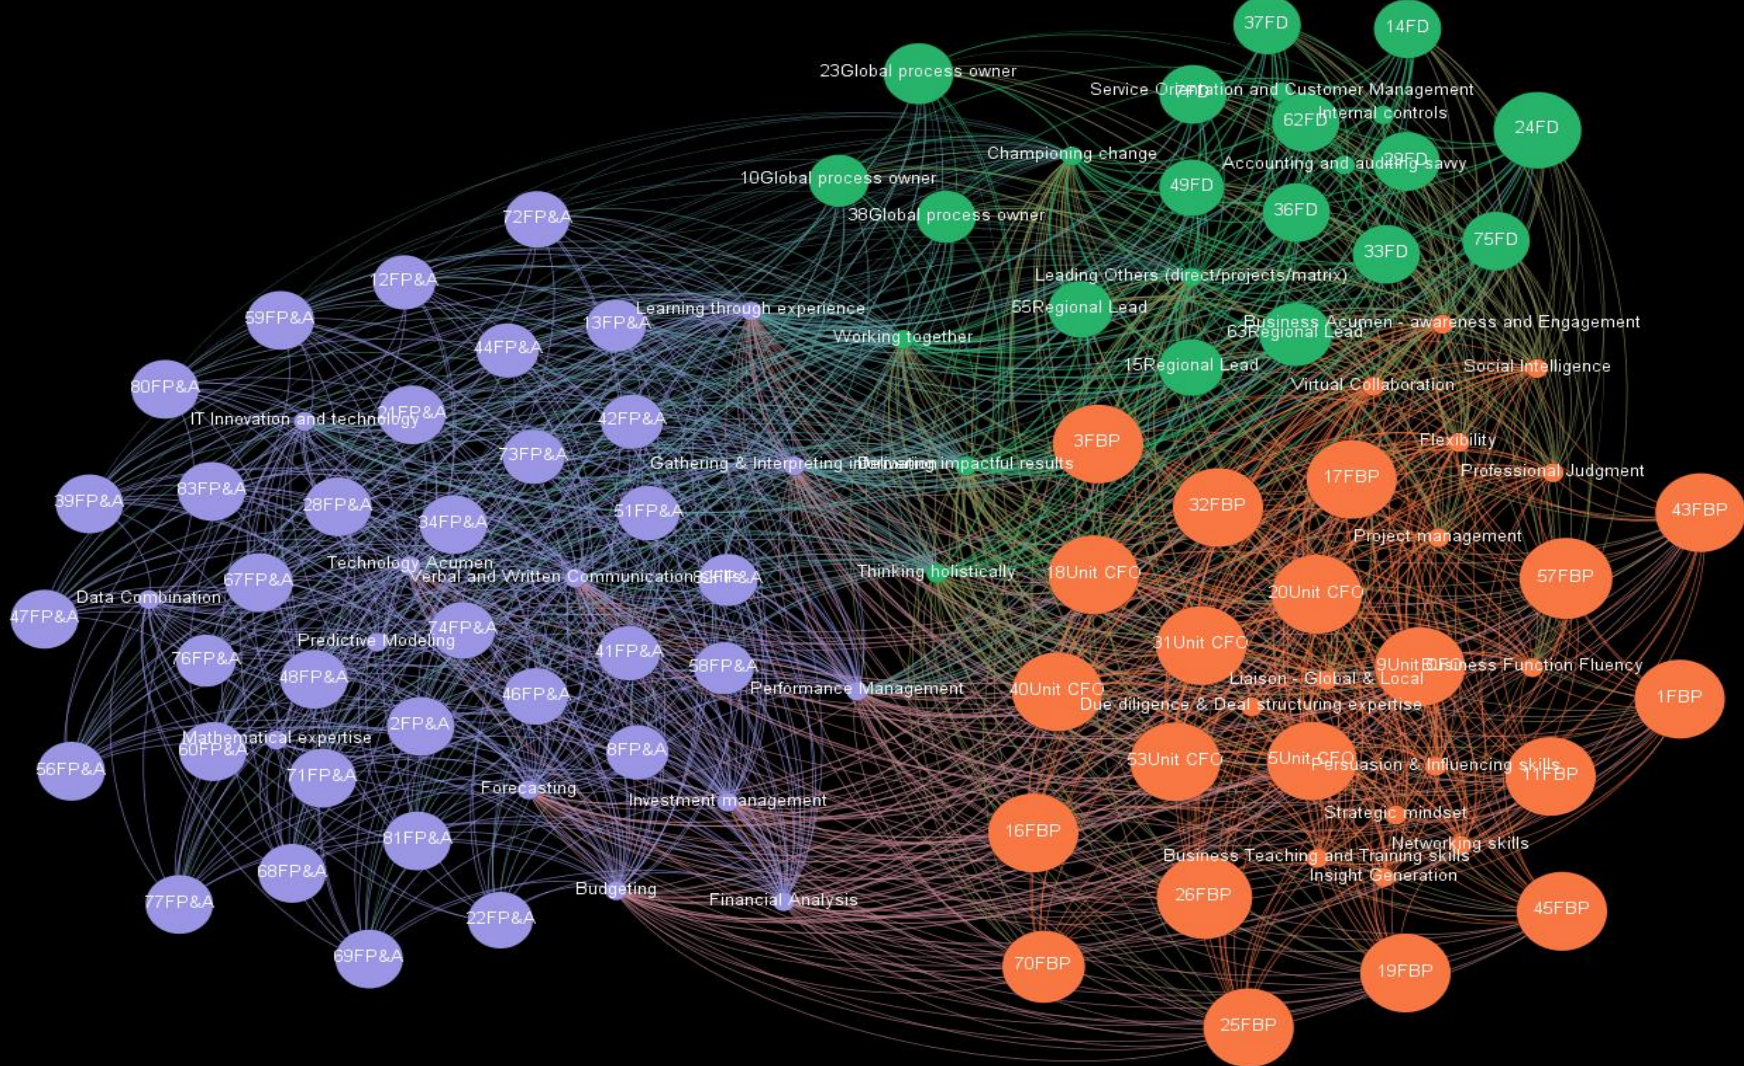 37FD
14FD
23Global process owner
Service Orientation and Customer Management
7FD
Internal controls
62FD
24FD
Championing change
Accounting and auditing savvy
29FD
10Global process owner
49FD
38Global process owner
36FD
72FP&A
75FD
33FD
12FP&A
Leading Others (direct/projects/matrix)
Learning through experience
55Regional Lead
59FP&A
13FP&A
Business Acumen - awareness and Engagement
63Regional Lead
Working together
44FP&A
15Regional Lead
Social Intelligence
80FP&A
Virtual Collaboration
21FP&A
IT Innovation and technology
42FP&A
3FBP
Flexibility
73FP&A
Gathering & Interpreting information
Delivering impactful results
Professional Judgment
17FBP
83FP&A
39FP&A
28FP&A
32FBP
43FBP
51FP&A
34FP&A
Project management
Technology Acumen
Verbal and Written Communication skills
82FP&A
Thinking holistically
18Unit CFO
57FBP
67FP&A
20Unit CFO
Data Combination
47FP&A
74FP&A
Predictive Modeling
31Unit CFO
41FP&A
76FP&A
58FP&A
9Unit CFO
Business Function Fluency
48FP&A
Liaison - Global & Local
46FP&A
Performance Management
40Unit CFO
1FBP
Due diligence & Deal structuring expertise
2FP&A
Mathematical expertise
60FP&A
8FP&A
53Unit CFO
5Unit CFO
Persuasion & Influencing skills
56FP&A
71FP&A
11FBP
Forecasting
Investment management
Strategic mindset
16FBP
81FP&A
Networking skills
Business Teaching and Training skills
68FP&A
Insight Generation
Budgeting
26FBP
77FP&A
Financial Analysis
45FBP
22FP&A
69FP&A
70FBP
19FBP
25FBP